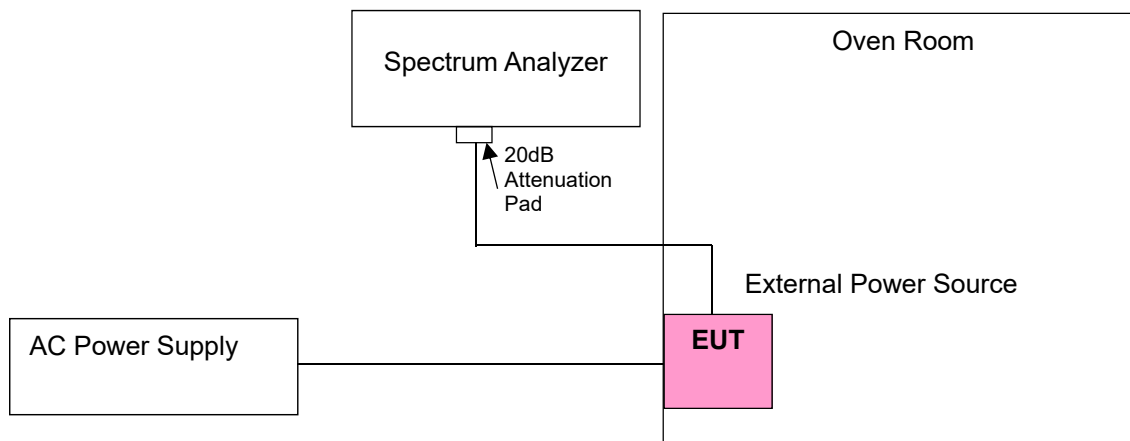 Spectrum Analyzer
Oven Room
20dB
Attenuation
Pad
External Power Source
EUT
AC Power Supply